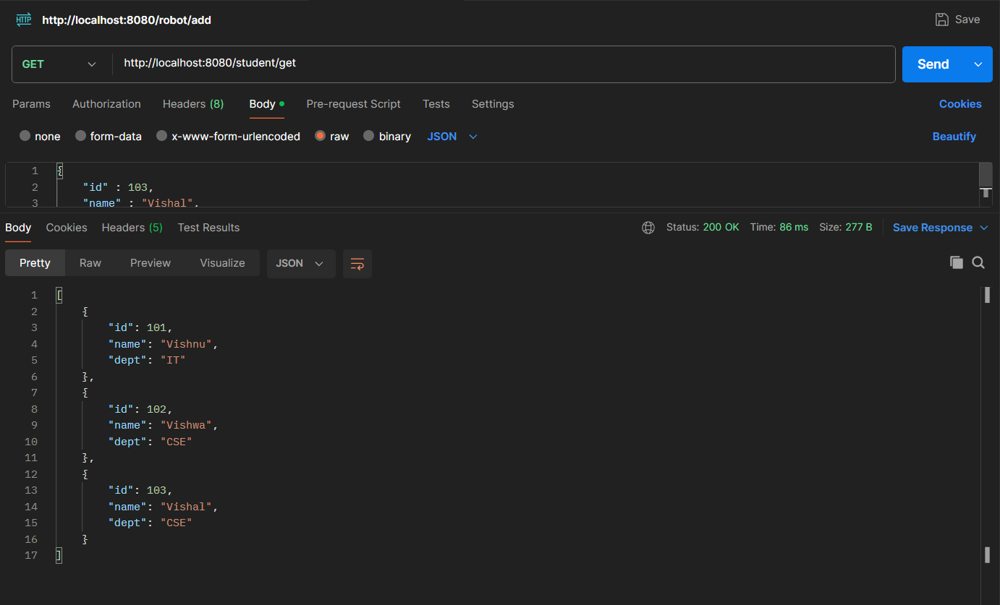 HTTP http://localhost:8080/robot/add Save
GET http://localhost:8080/student/get Send
Params Authorization Headers (8) Body Pre-request Script Tests Settings Cookies
none form-data x-www-form-urlencoded raw binary JSON Beautify
1 {
2 "id" : 103,
3 "name" : "Vishal",
Body Cookies Headers (5) Test Results Status: 200 OK Time: 86 ms Size: 277 B Save Response
Pretty Raw Preview Visualize JSON
1 [
2 {
3 "id": 101,
4 "name": "Vishnu",
5 "dept": "IT"
6 },
7 {
8 "id": 102,
9 "name": "Vishwa",
10 "dept": "CSE"
11 },
12 {
13 "id": 103,
14 "name": "Vishal",
15 "dept": "CSE"
16 }
17 ]